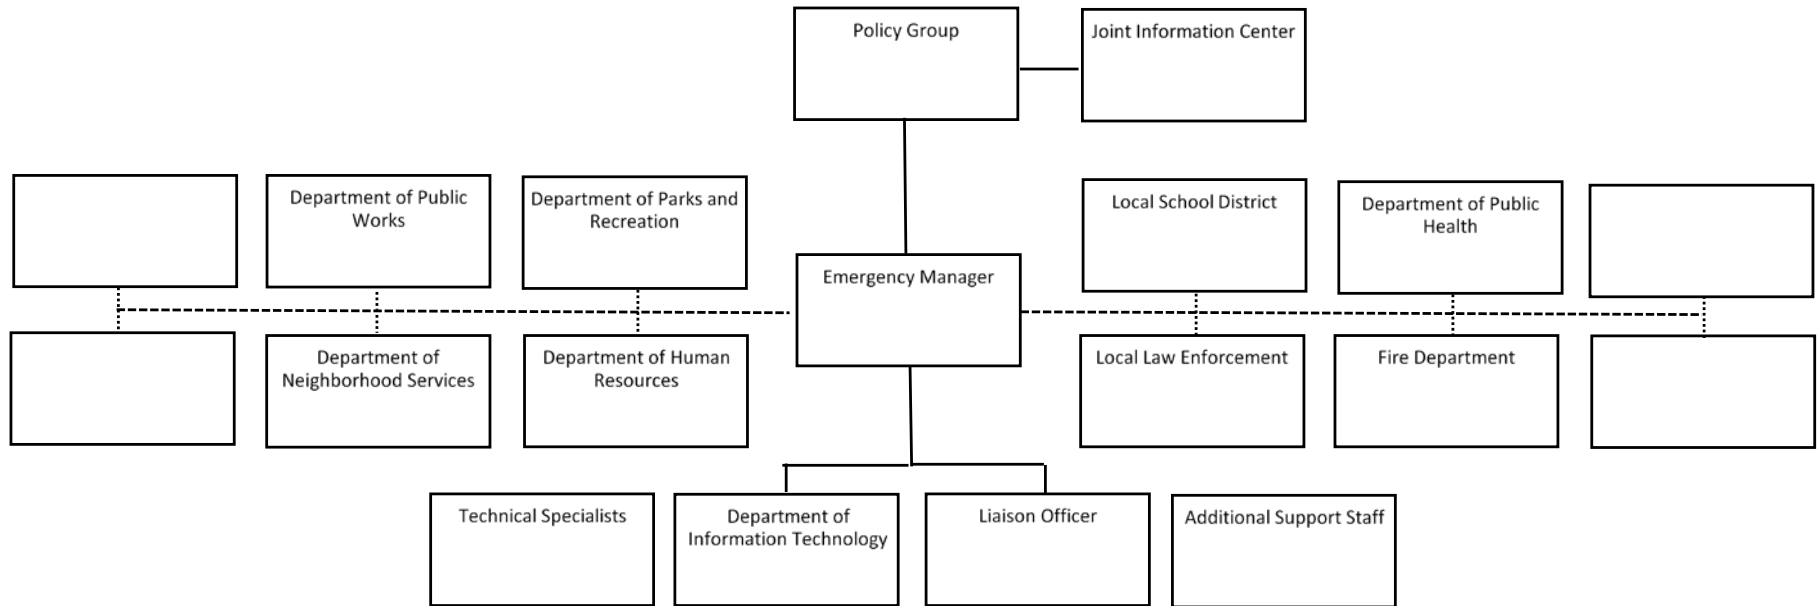 Policy Group
Joint Information Center
Department of Public
Works
Department of Parks and
Recreation
Local School District
Department of Public
Health
Emergency Manager
Department of
Neighborhood Services
Department of Human
Resources
Local Law Enforcement
Fire Department
Technical Specialists
Department of
Information Technology
Liaison Officer
Additional Support Staff